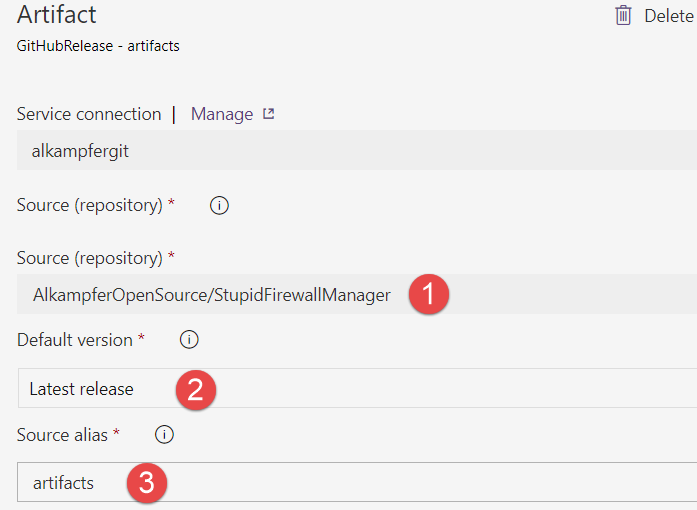 Artifact
Delete
GitHubRelease - artifacts
Service connection | Manage
alkampfergit
Source (repository) *
Source (repository) *
AlkampferOpenSource/StupidFirewallManager 1
Default version *
Latest release 2
Source alias *
artifacts 3